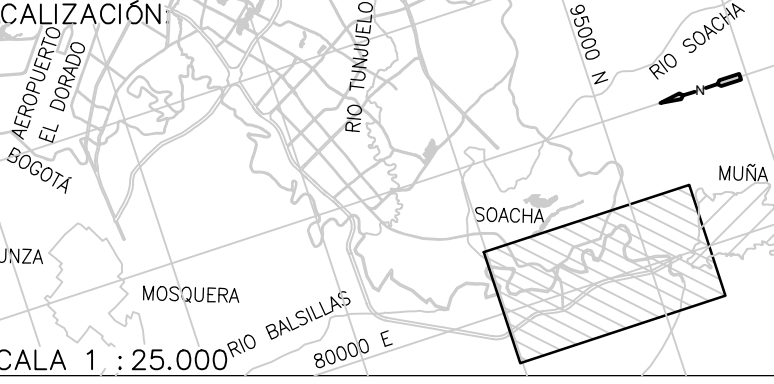 CALIZACIÓN:
AEROPUERTO
EL DORADO
BOGOTÁ
RIO TUNJUELO
95000 N
RIO SOACHA
N
MUÑA
SOACHA
UNZA
MOSQUERA
RIO BALSILLAS
80000 E
CALA 1 : 25.000